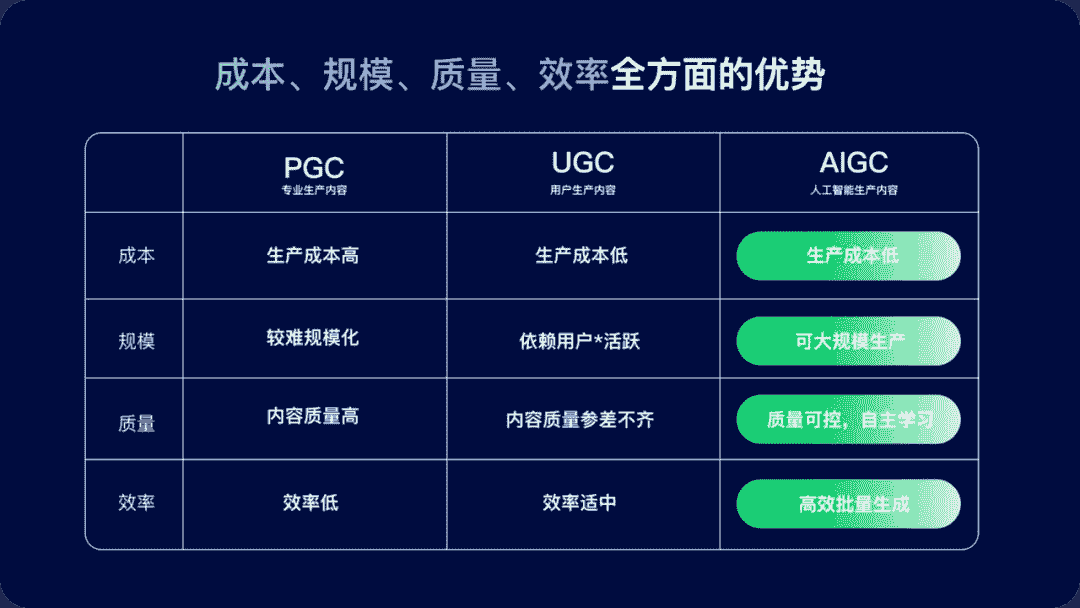 成本、规模、质量、效率全方面的优势
PGC
专业生产内容
UGC
用户生产内容
AIGC
人工智能生产内容
成本
生产成本高
生产成本低
生产成本低
规模
较难规模化
依赖用户*活跃
可大规模生产
质量
内容质量高
内容质量参差不齐
质量可控，自主学习
效率
效率低
效率适中
高效批量生成